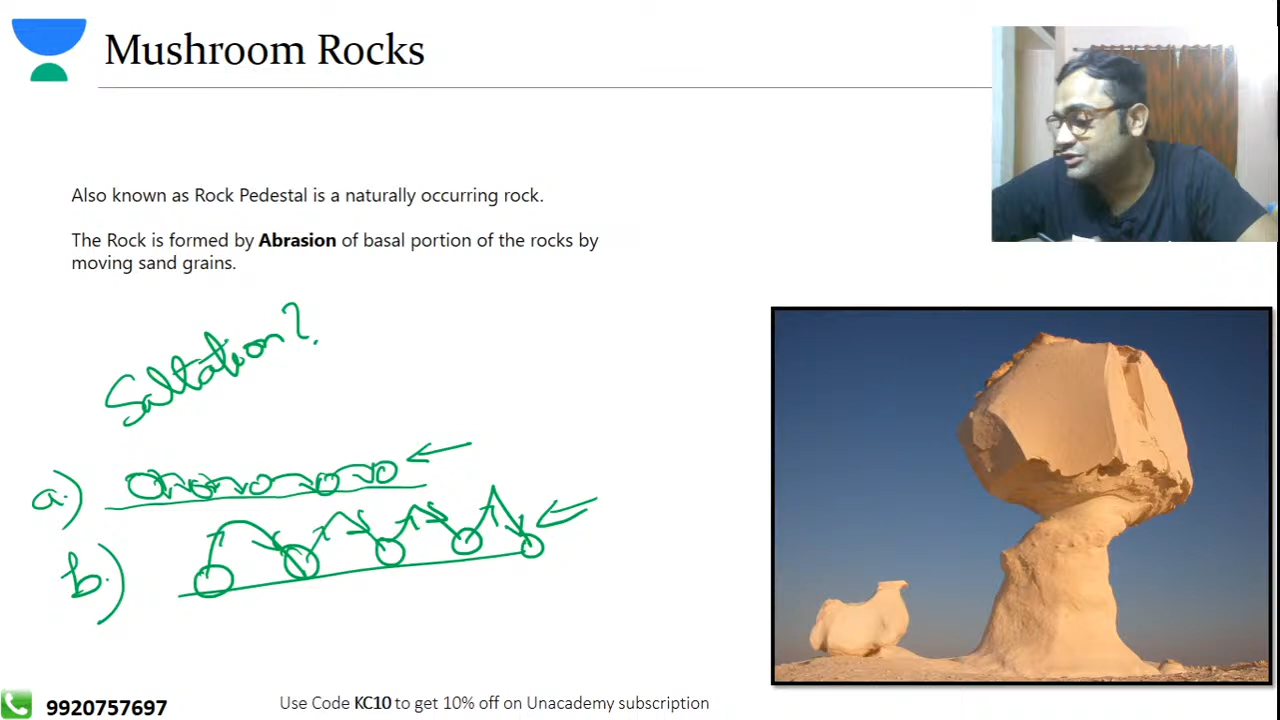 Mushroom Rocks
Also known as Rock Pedestal is a naturally occurring rock.
The Rock is formed by Abrasion of basal portion of the rocks by
moving sand grains.
Saltation?
a.)
b.)
9920757697
Use Code KC10 to get 10% off on Unacademy subscription